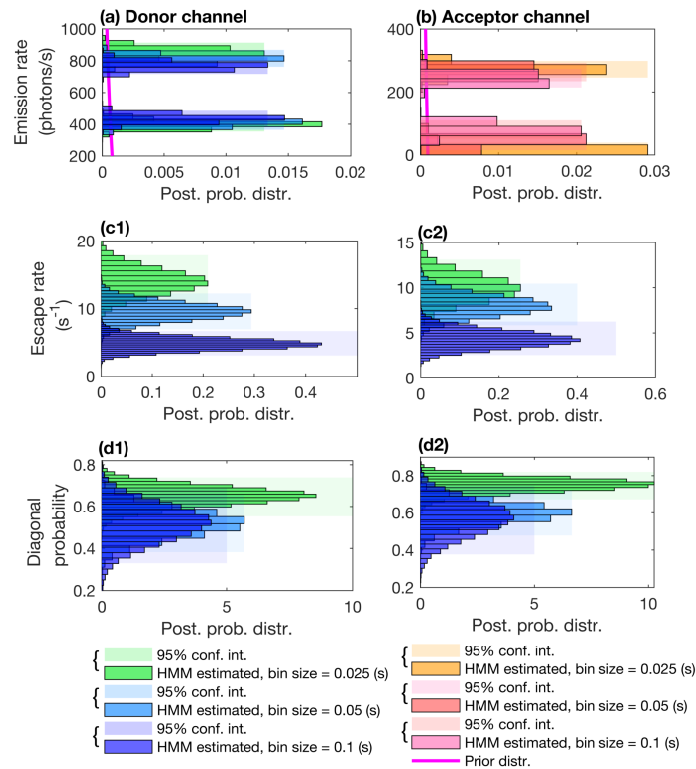 (a) Donor channel
(b) Acceptor channel
Emission rate
(photons/s)
1000
800
600
400
200
0
0.005
0.01
0.015
0.02
Post. prob. distr.
400
200
0
0
0.01
0.02
0.03
Post. prob. distr.
(c1)
(c2)
Escape rate
(s-1)
20
10
0
0
0.1
0.2
0.3
0.4
Post. prob. distr.
15
10
5
0
0
0.2
0.4
0.6
Post. prob. distr.
(d1)
(d2)
Diagonal
probability
0.8
0.6
0.4
0.2
0
5
10
Post. prob. distr.
0.8
0.6
0.4
0.2
0
5
10
Post. prob. distr.
{ 95% conf. int.
HMM estimated, bin size = 0.025 (s)
{ 95% conf. int.
HMM estimated, bin size = 0.05 (s)
{ 95% conf. int.
HMM estimated, bin size = 0.1 (s)
{ 95% conf. int.
HMM estimated, bin size = 0.025 (s)
{ 95% conf. int.
HMM estimated, bin size = 0.05 (s)
{ 95% conf. int.
HMM estimated, bin size = 0.1 (s)
Prior distr.